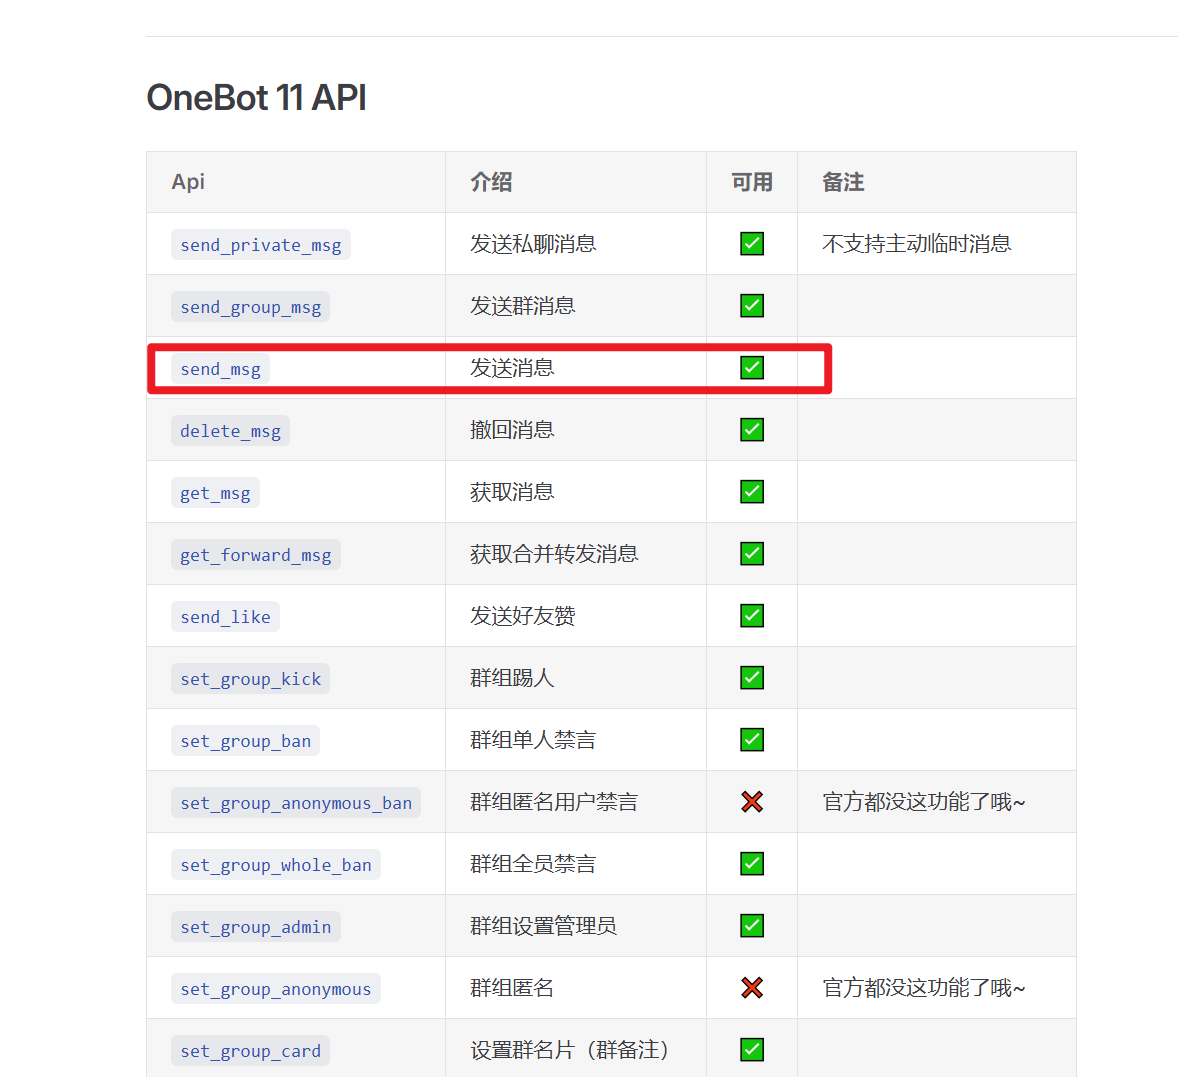 OneBot 11 API
Api 介绍 可用 备注
send_private_msg 发送私聊消息 ✅ 不支持主动临时消息
send_group_msg 发送群消息 ✅
send_msg 发送消息 ✅
delete_msg 撤回消息 ✅
get_msg 获取消息 ✅
get_forward_msg 获取合并转发消息 ✅
send_like 发送好友赞 ✅
set_group_kick 群组踢人 ✅
set_group_ban 群组单人禁言 ✅
set_group_anonymous_ban 群组匿名用户禁言 ❌ 官方都没这功能了哦~
set_group_whole_ban 群组全员禁言 ✅
set_group_admin 群组设置管理员 ✅
set_group_anonymous 群组匿名 ❌ 官方都没这功能了哦~
set_group_card 设置群名片（群备注） ✅